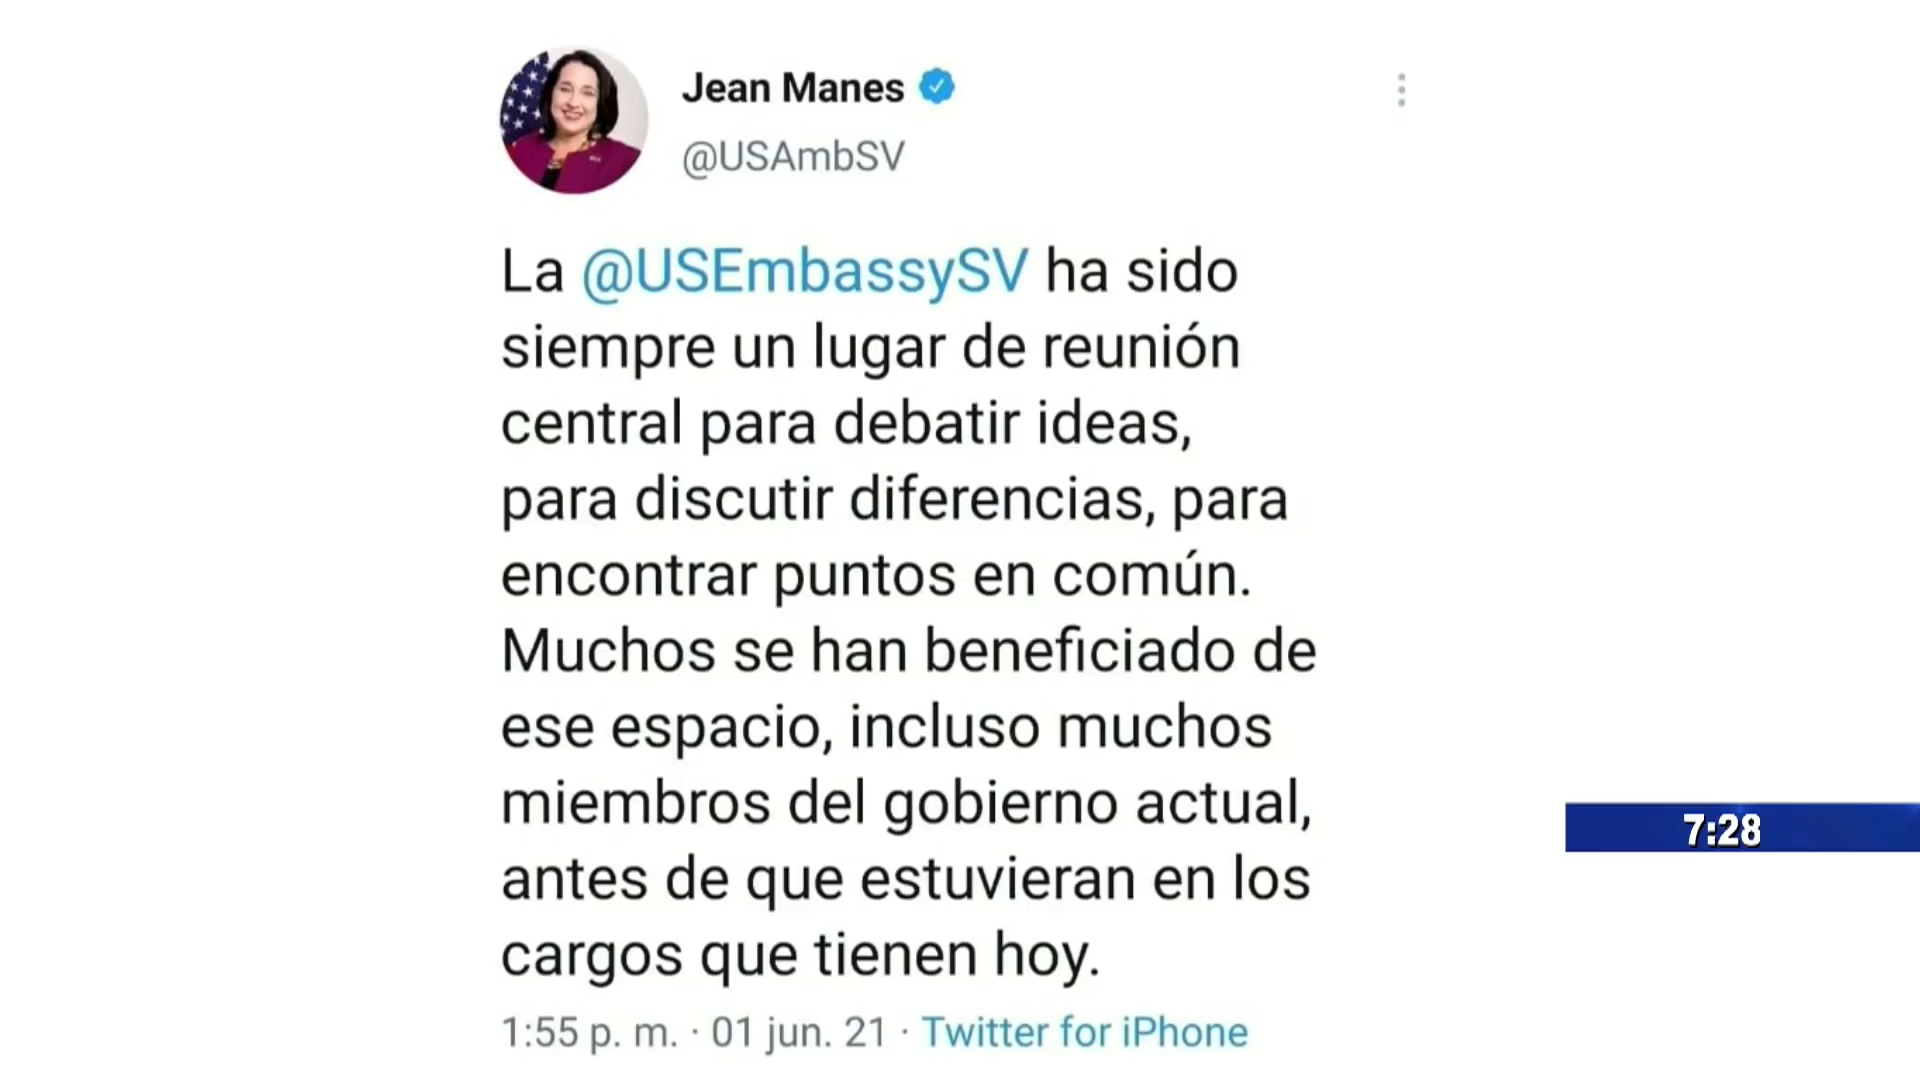 Jean Manes
@USAmbSV
La @USEmbassySV ha sido
siempre un lugar de reunión
central para debatir ideas,
para discutir diferencias, para
encontrar puntos en común.
Muchos se han beneficiado de
ese espacio, incluso muchos
miembros del gobierno actual,
antes de que estuvieran en los
cargos que tienen hoy.
1:55 p. m. · 01 jun. 21 · Twitter for iPhone
7:28